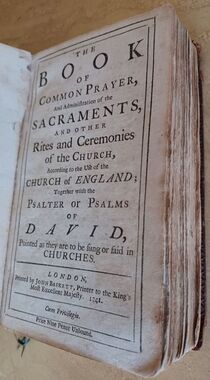 THE
BOOK
OF
COMMON PRAYER,
And Administration of the
SACRAMENTS,
AND OTHER
Rites and Ceremonies
of the CHURCH,
According to the Use of the
CHURCH of ENGLAND;
Together with the
PSALTER or PSALMS
OF
DAVID,
Pointed as they are to be sung or said in
CHURCHES.
LONDON,
Printed by JOHN BASKETT, Printer to the King's
Most Excellent Majesty. 1741.
Cum Privilegio.
Price Nine Pence Unbound.